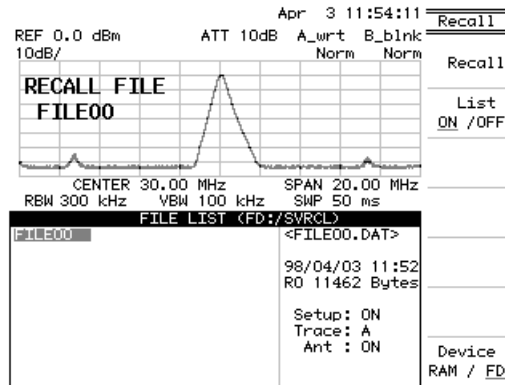 Apr 3 11:54:11
Recall
REF 0.0 dBm ATT 10dB A_wrt B_blnk
10dB/ Norm Norm
RECALL FILE
FILE00
Recall
List
ON /OFF
CENTER 30.00 MHz SPAN 20.00 MHz
RBW 300 kHz VBW 100 kHz SWP 50 ms
FILE LIST (FD:/SVRCL)
FILE00
<FILE00.DAT>
98/04/03 11:52
RO 11462 Bytes
Setup: ON
Trace: A
Ant : ON
Device
RAM / FD